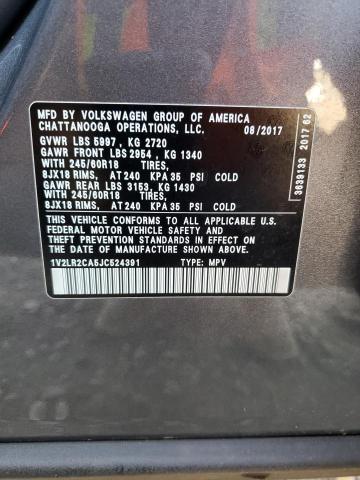 MFD BY VOLKSWAGEN GROUP OF AMERICA
CHATTANOOGA OPERATIONS, LLC. 08/2017
GVWR LBS 5997, KG 2720
GAWR FRONT LBS 2954, KG 1340
WITH 245/60R18 TIRES,
8JX18 RIMS, AT 240 KPA 35 PSI COLD
GAWR REAR LBS 3153, KG 1430
WITH 245/60R18 TIRES,
8JX18 RIMS, AT 240 KPA 35 PSI COLD
THIS VEHICLE CONFORMS TO ALL APPLICABLE U.S.
FEDERAL MOTOR VEHICLE SAFETY AND
THEFT PREVENTION STANDARDS IN EFFECT ON
THE DATE OF MANUFACTURE SHOWN ABOVE.
1V2LR2CA5JC524391 TYPE: MPV
3639133 2017 62